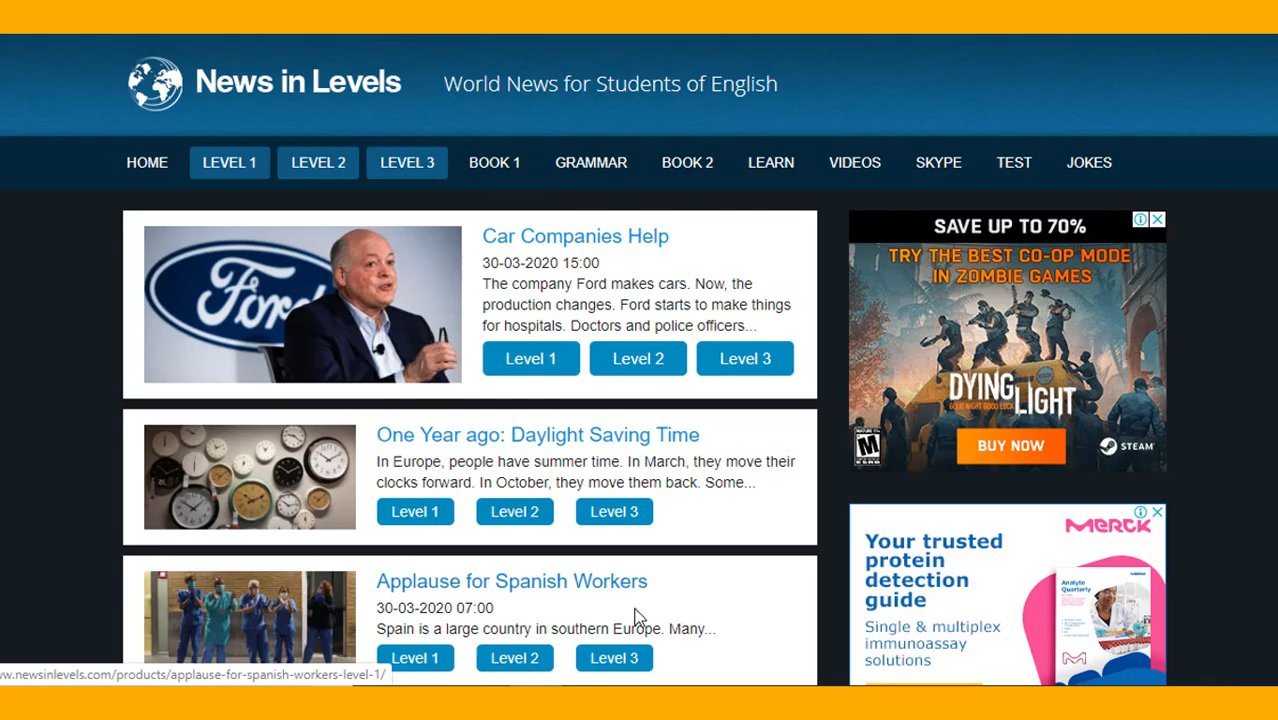 News in Levels
World News for Students of English
HOME LEVEL 1 LEVEL 2 LEVEL 3 BOOK 1 GRAMMAR BOOK 2 LEARN VIDEOS SKYPE TEST JOKES
Ford
Car Companies Help
30-03-2020 15:00
The company Ford makes cars. Now, the
production changes. Ford starts to make things
for hospitals. Doctors and police officers...
Level 1 Level 2 Level 3
One Year ago: Daylight Saving Time
In Europe, people have summer time. In March, they move their
clocks forward. In October, they move them back. Some...
Level 1 Level 2 Level 3
Applause for Spanish Workers
30-03-2020 07:00
Spain is a large country in southern Europe. Many...
Level 1 Level 2 Level 3
w.newsinlevels.com/products/applause-for-spanish-workers-level-1/
SAVE UP TO 70%
TRY THE BEST CO-OP MODE
IN ZOMBIE GAMES
DYING LIGHT
GOOD NIGHT GOOD LUCK
M
BUY NOW
STEAM
MERCK
Your trusted
protein
detection
guide
Single & multiplex
immunoassay
solutions
Analyte
Quarterly